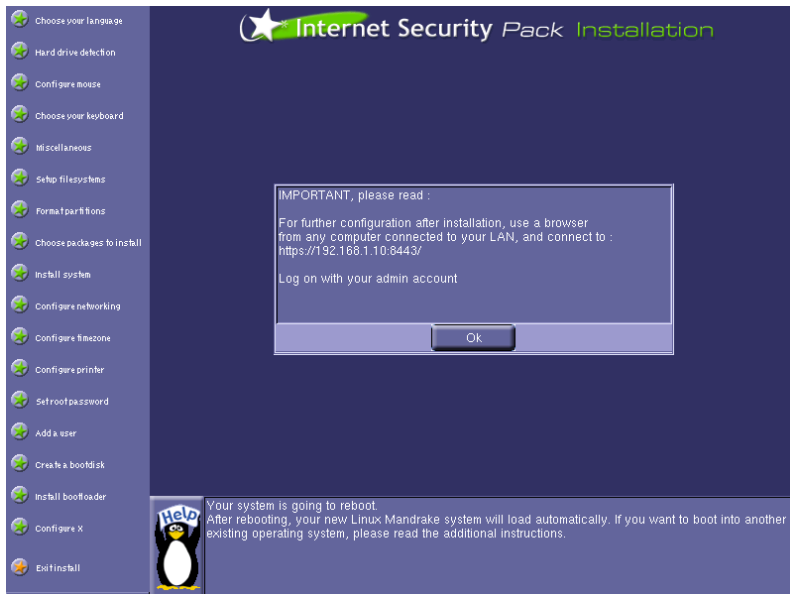 Internet Security Pack Installation
Choose your language
Hard drive detection
Configure mouse
Choose your keyboard
Miscellaneous
Setup filesystems
Format partitions
Choose packages to install
Install system
Configure networking
Configure timezone
Configure printer
Set root password
Add a user
Create a bootdisk
Install bootloader
Configure X
Exit install
IMPORTANT, please read :
For further configuration after installation, use a browser
from any computer connected to your LAN, and connect to :
https://192.168.1.10:8443/
Log on with your admin account
Ok
Help
Your system is going to reboot.
After rebooting, your new Linux Mandrake system will load automatically. If you want to boot into another
existing operating system, please read the additional instructions.